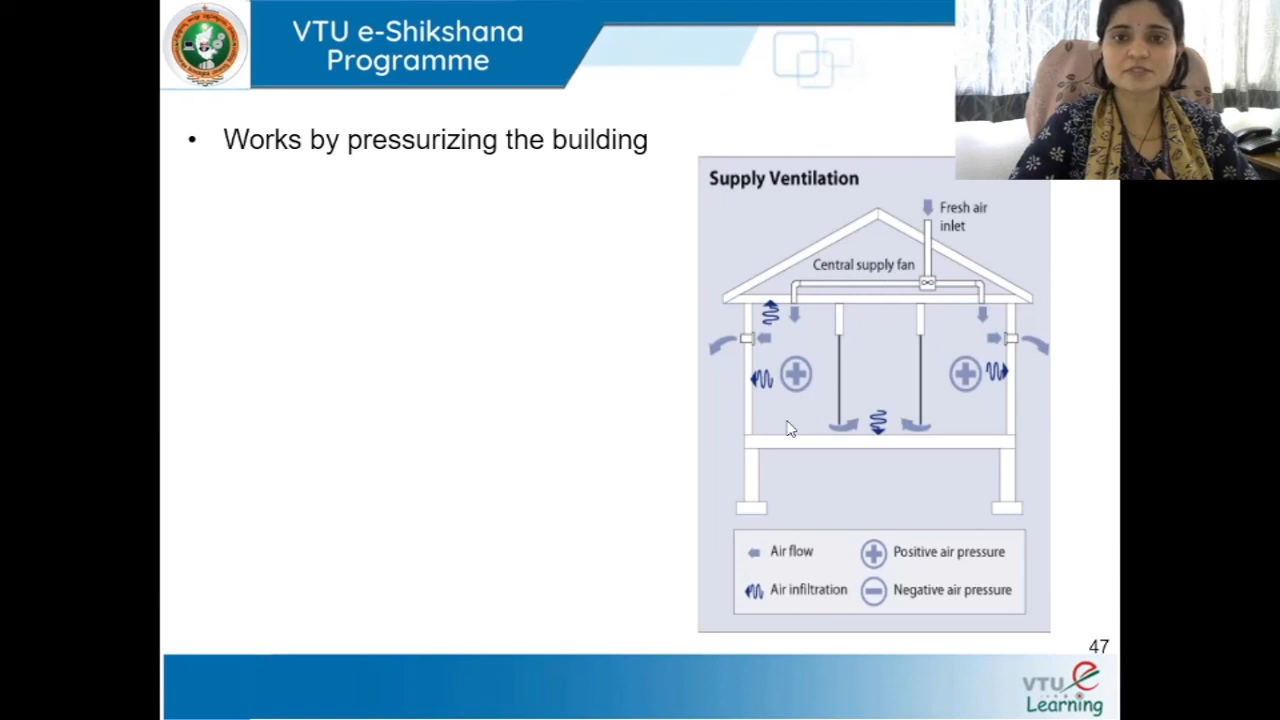 VTU e-Shikshana
Programme
• Works by pressurizing the building
Supply Ventilation
Fresh air
inlet
Central supply fan
Air flow
Positive air pressure
Air infiltration
Negative air pressure
47
VTU e
Learning